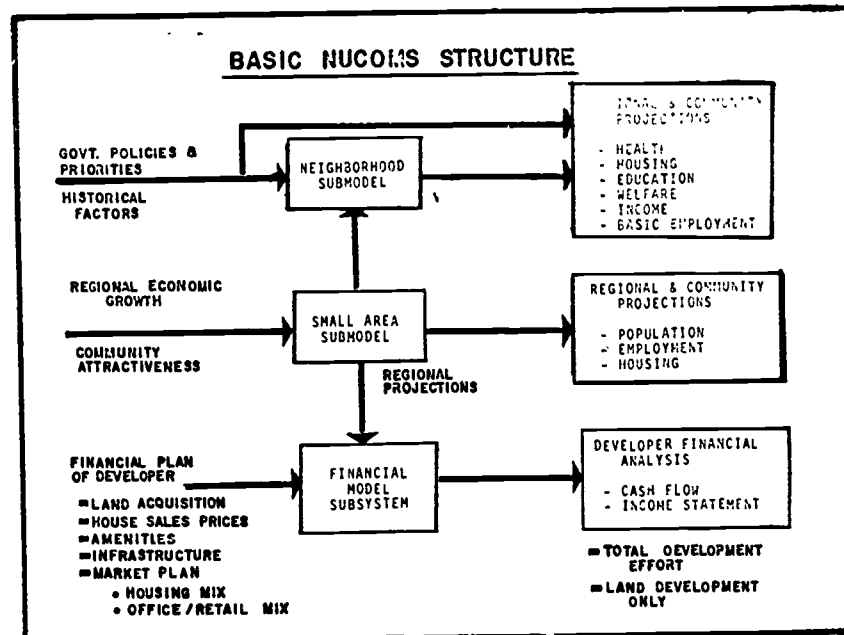 BASIC NUCOMS STRUCTURE
GOVT. POLICIES &
PRIORITIES
HISTORICAL
FACTORS
NEIGHBORHOOD
SUBMODEL
& COMMUNITY
PROJECTIONS
- HEALTH
- HOUSING
- EDUCATION
- WELFARE
- INCOME
- BASIC EMPLOYMENT
REGIONAL ECONOMIC
GROWTH
COMMUNITY
ATTRACTIVENESS
SMALL AREA
SUBMODEL
REGIONAL
PROJECTIONS
REGIONAL & COMMUNITY
PROJECTIONS
- POPULATION
- EMPLOYMENT
- HOUSING
FINANCIAL PLAN
OF DEVELOPER
-LAND ACQUISITION
-HOUSE SALES PRICES
-AMENITIES
-INFRASTRUCTURE
-MARKET PLAN
• HOUSING MIX
• OFFICE/RETAIL MIX
FINANCIAL
MODEL
SUBSYSTEM
DEVELOPER FINANCIAL
ANALYSIS
- CASH FLOW
- INCOME STATEMENT
-TOTAL DEVELOPMENT
EFFORT
-LAND DEVELOPMENT
ONLY